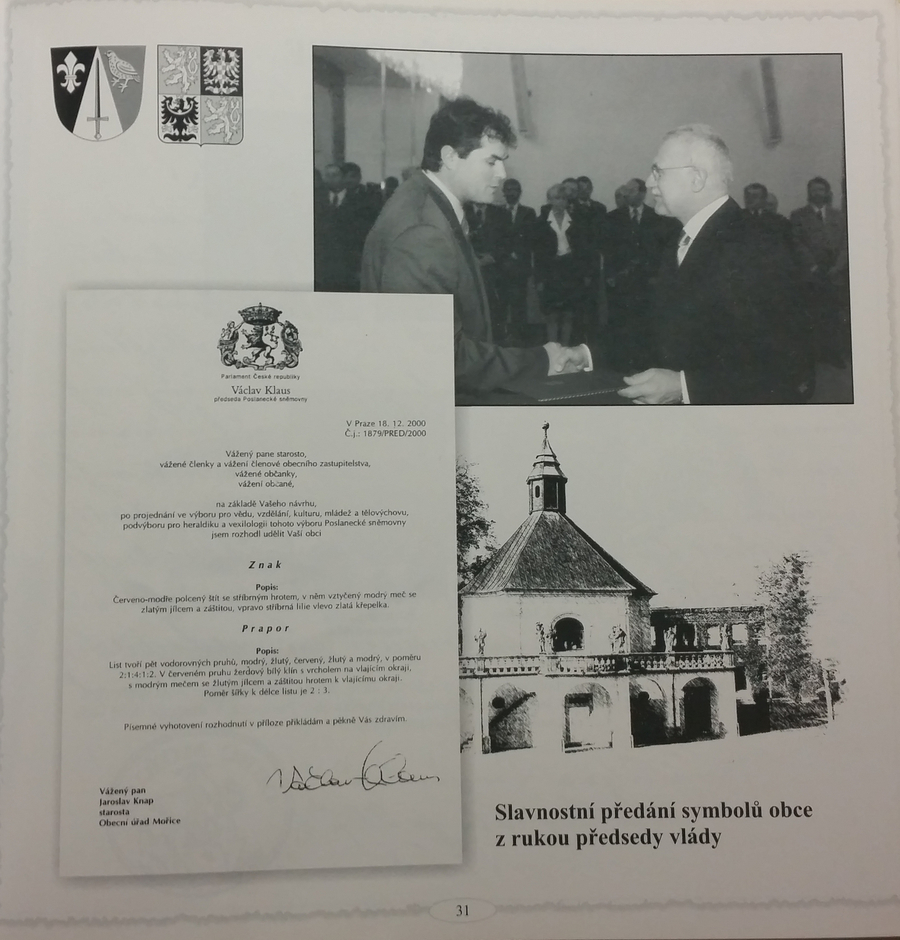 Parlament České republiky
Václav Klaus
předseda Poslanecké sněmovny
V Praze 18. 12. 2000
Č.j.: 1879/PRED/2000
Vážený pane starosto,
vážené členky a vážení členové obecního zastupitelstva,
vážené občanky,
vážení občané,
na základě Vašeho návrhu,
po projednání ve výboru pro vědu, vzdělání, kulturu, mládež a tělovýchovu,
podvýboru pro heraldiku a vexilologii tohoto výboru Poslanecké sněmovny
jsem rozhodl udělit Vaší obci
Znak
Popis:
Červeno-modře polcený štít se stříbrným hrotem, v něm vztyčený modrý meč se
zlatým jílcem a záštitou, vpravo stříbrná lilie vlevo zlatá křepelka.
Prapor
Popis:
List tvoří pět vodorovných pruhů, modrý, žlutý, červený, žlutý a modrý, v poměru
2:1:4:1:2. V červeném pruhu žerďový bílý klín s vrcholem na vlajícím okraji,
s modrým mečem se žlutým jílcem a záštitou hrotem k vlajícímu okraji.
Poměr šířky k délce listu je 2 : 3.
Písemné vyhotovení rozhodnutí v příloze přikládám a pěkně Vás zdravím.
Václav Klaus
Vážený pan
Jaroslav Knap
starosta
Obecní úřad Mořice
Slavnostní předání symbolů obce
z rukou předsedy vlády
31